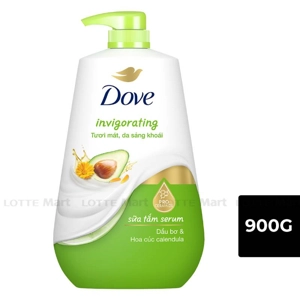 Dove
invigorating
Tươi mát, da sảng khoái
LOTTE Mart
sữa tắm serum
Dầu bơ &
Hoa cúc calendula
900G